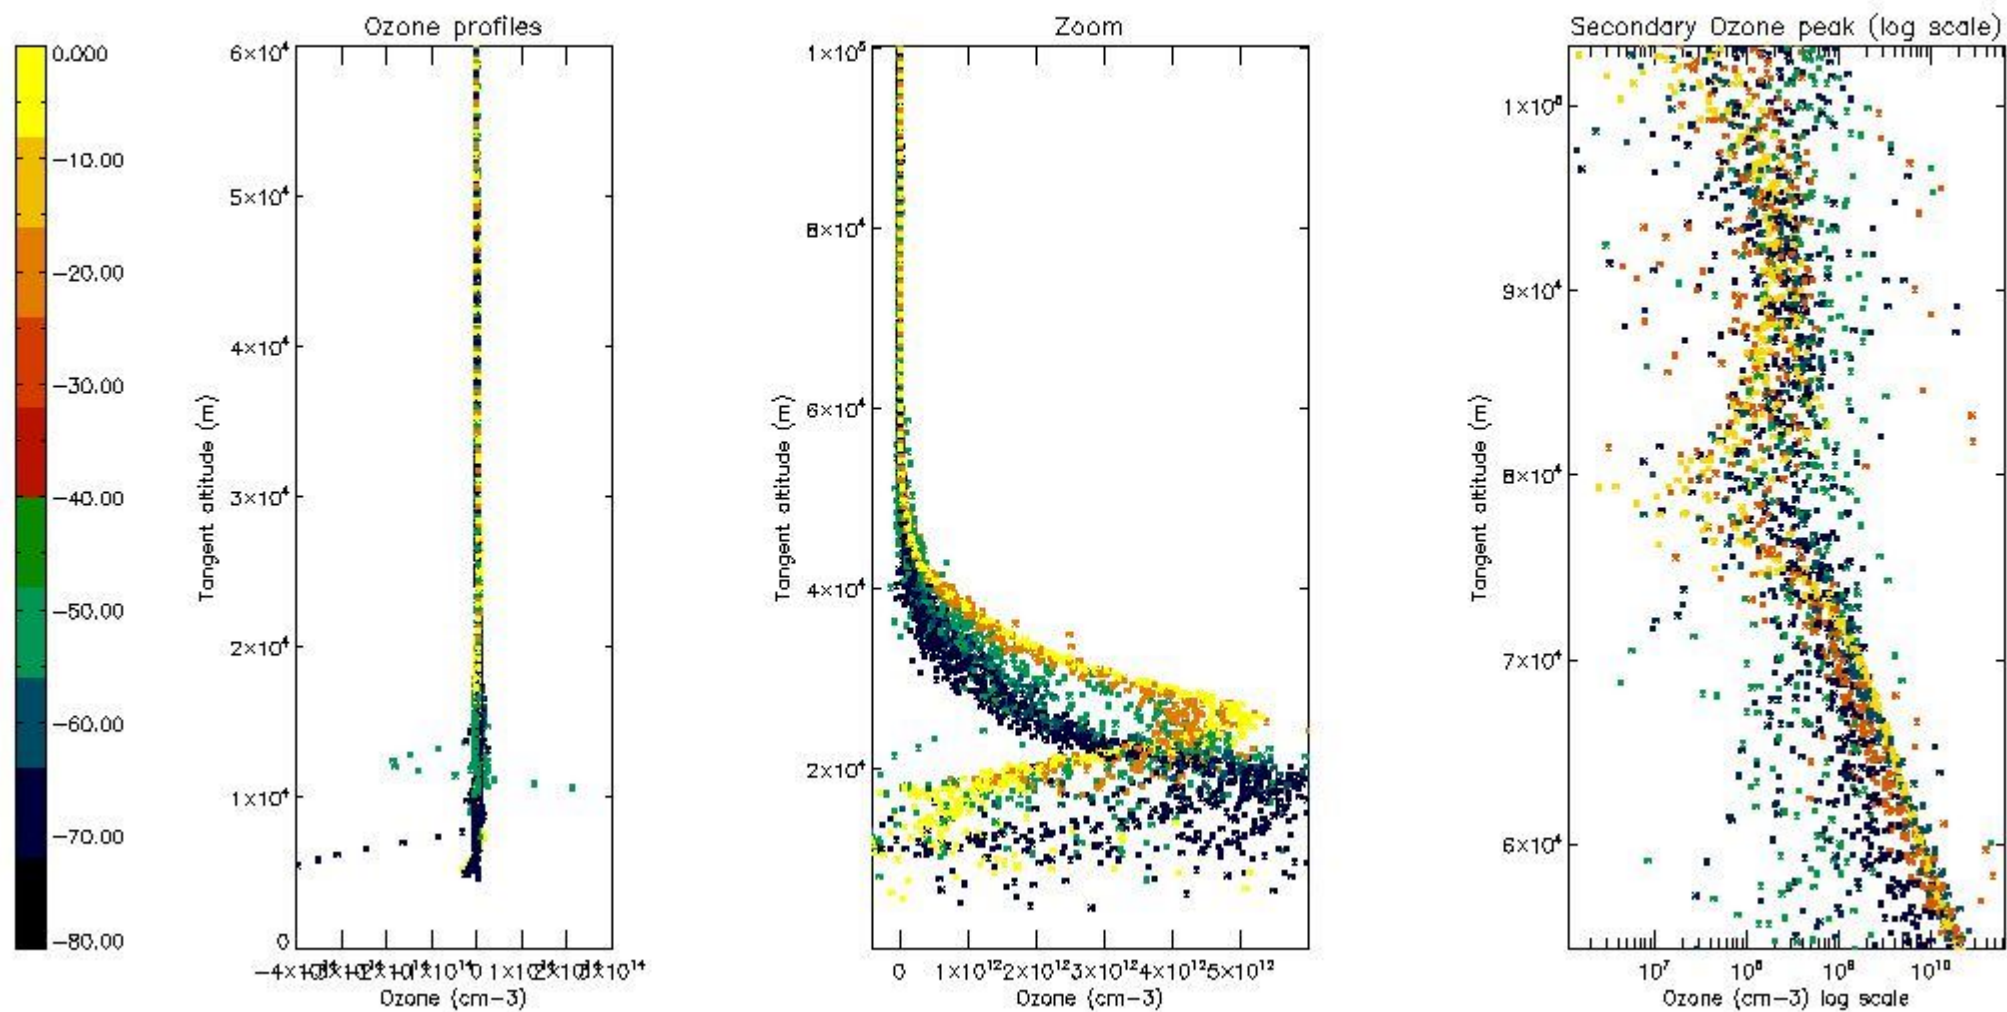 Ozone profiles
Zoom
Secondary Ozone peak (log scale)
0.000
−10.00
−20.00
−30.00
−40.00
−50.00
−60.00
−70.00
−80.00
6×10⁴
5×10⁴
4×10⁴
3×10⁴
2×10⁴
1×10⁴
0
Tangent altitude (m)
0
Ozone (cm−3)
1×10⁵
8×10⁴
6×10⁴
4×10⁴
2×10⁴
Tangent altitude (m)
0 1×10¹² 2×10¹² 3×10¹² 4×10¹² 5×10¹²
Ozone (cm−3)
1×10⁵
9×10⁴
8×10⁴
7×10⁴
6×10⁴
Tangent altitude (m)
10⁷ 10⁸ 10⁹ 10¹⁰
Ozone (cm−3) log scale